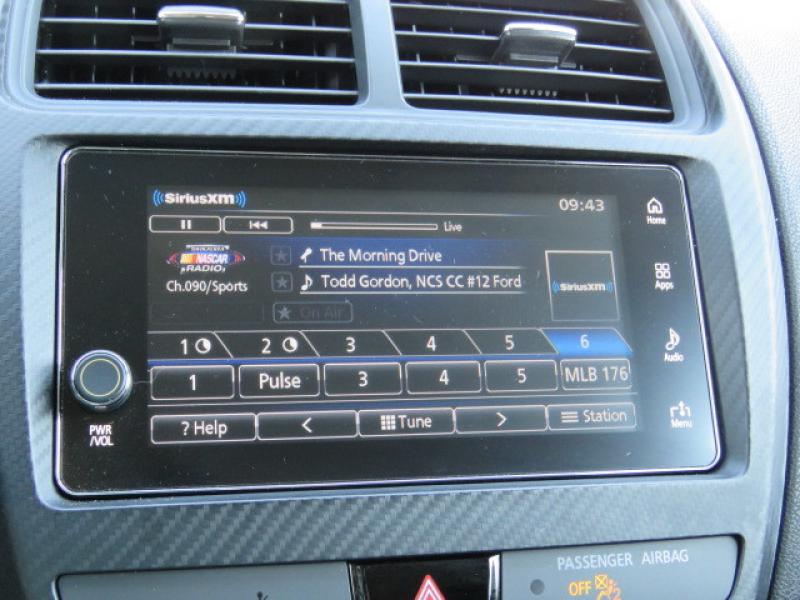 SiriusXM
09:43
Home
Live
SIRIUSXM NASCAR RADIO
The Morning Drive
Ch.090/Sports
Todd Gordon, NCS CC #12 Ford
SiriusXM
Apps
On Air
1 2 3 4 5 6
Audio
1 Pulse 3 4 5 MLB 176
? Help < Tune > Station
Menu
PWR
/VOL
PASSENGER AIRBAG
OFF 2